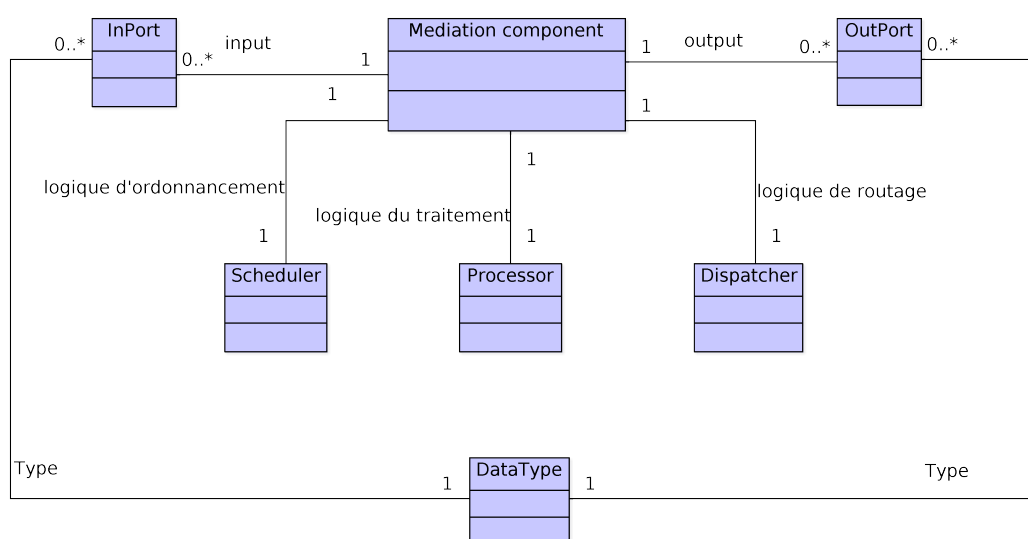 InPort
Mediation component
OutPort
0..*
input
1
output
0..*
0..*
0..*
1
1
1
1
logique d'ordonnancement
logique du traitement
logique de routage
1
1
1
Scheduler
Processor
Dispatcher
Type
DataType
Type
1
1